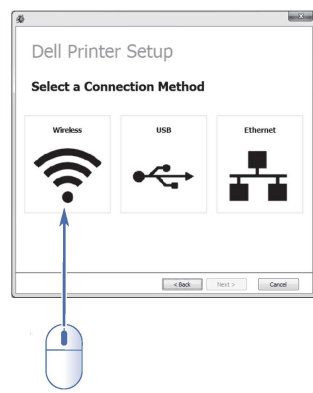 Dell Printer Setup
Select a Connection Method
Wireless USB Ethernet
< Back Next > Cancel